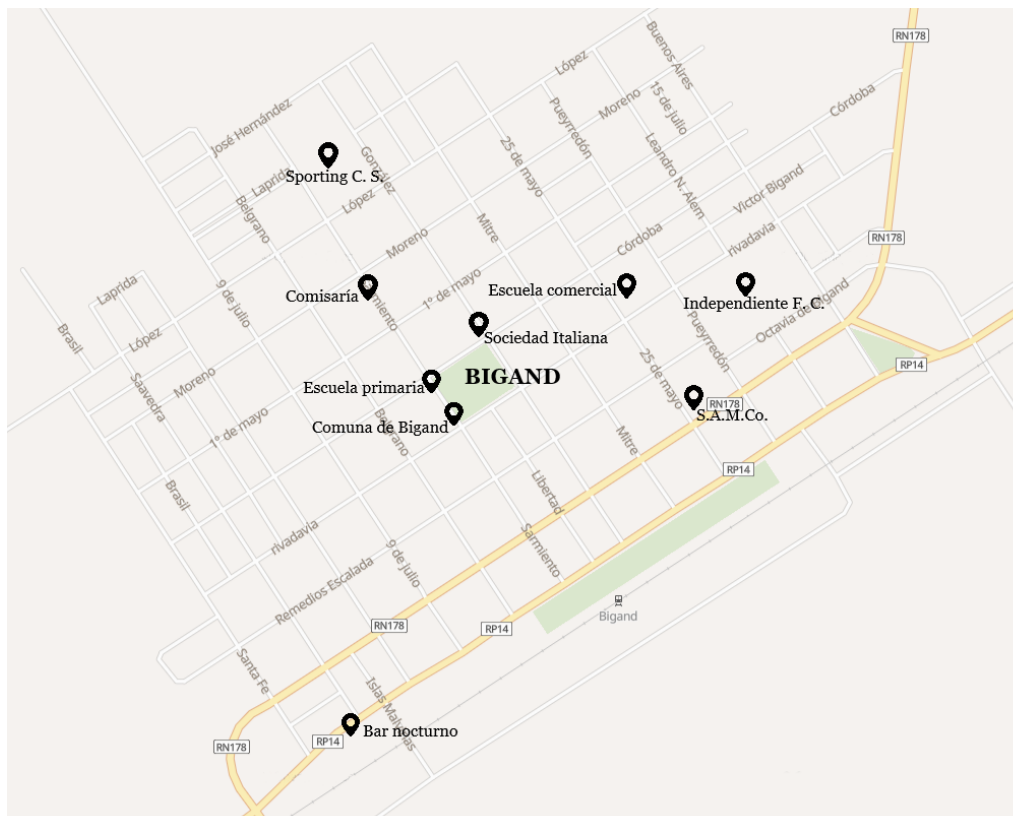 Buenos Aires
RN178
López
José Hernández
Moreno
15 de julio
Córdoba
Pueyrredón
25 de mayo
Leandro N. Alem
González
Laprida
Sporting C. S.
López
Belgrano
Victor Bigand
Mitre
Moreno
Córdoba
rivadavia
RN178
1° de mayo
Laprida
9 de julio
Comisaría
Sarmiento
Escuela comercial
Independiente F. C.
Octavia de Bigand
Brasil
López
Sociedad Italiana
Pueyrredón
Saavedra
Moreno
Escuela primaria
BIGAND
25 de mayo
RP14
RN178
S.A.M.Co.
1° de mayo
Belgrano
Comuna de Bigand
Mitre
RP14
Brasil
Libertad
rivadavia
Sarmiento
9 de julio
Remedios Escalada
Bigand
RN178
RP14
Santa Fe
Islas Malvinas
Bar nocturno
RP14
RN178